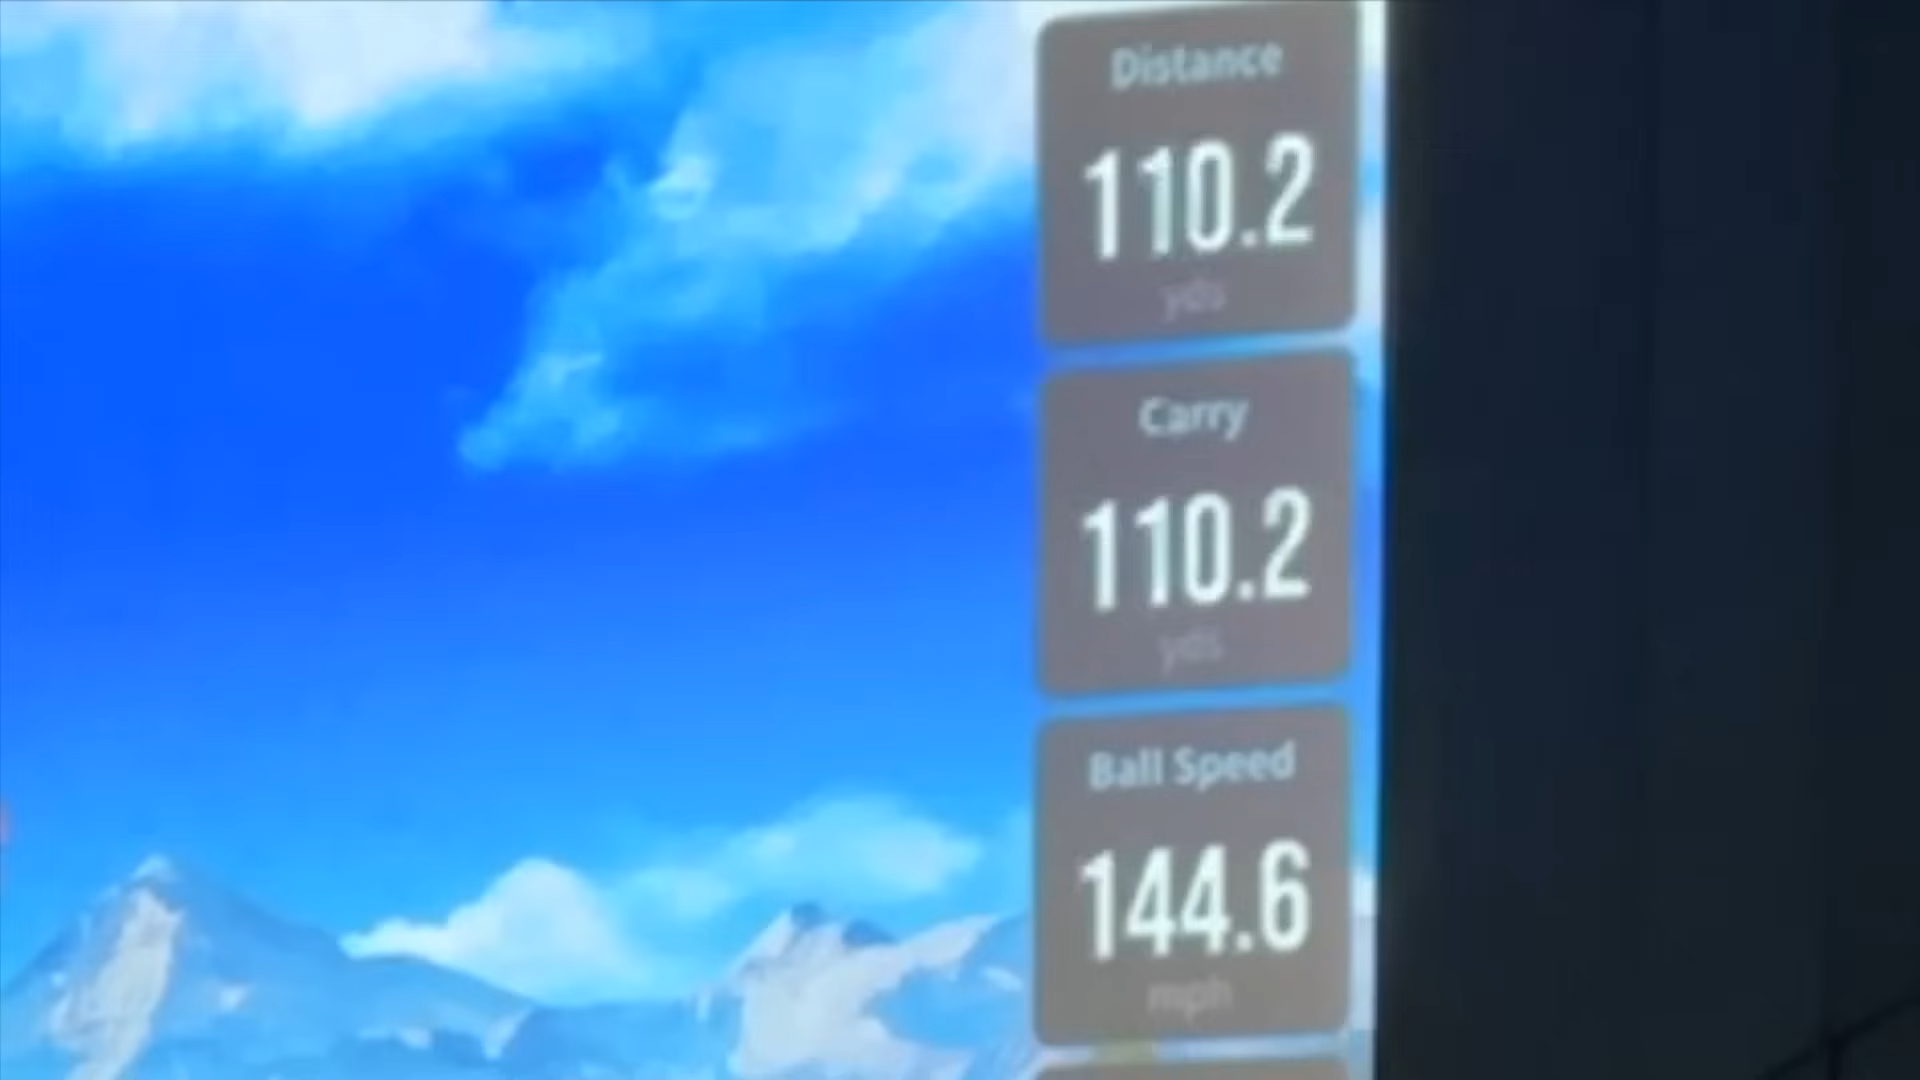 Distance
110.2
yds
Carry
110.2
yds
Ball Speed
144.6
mph